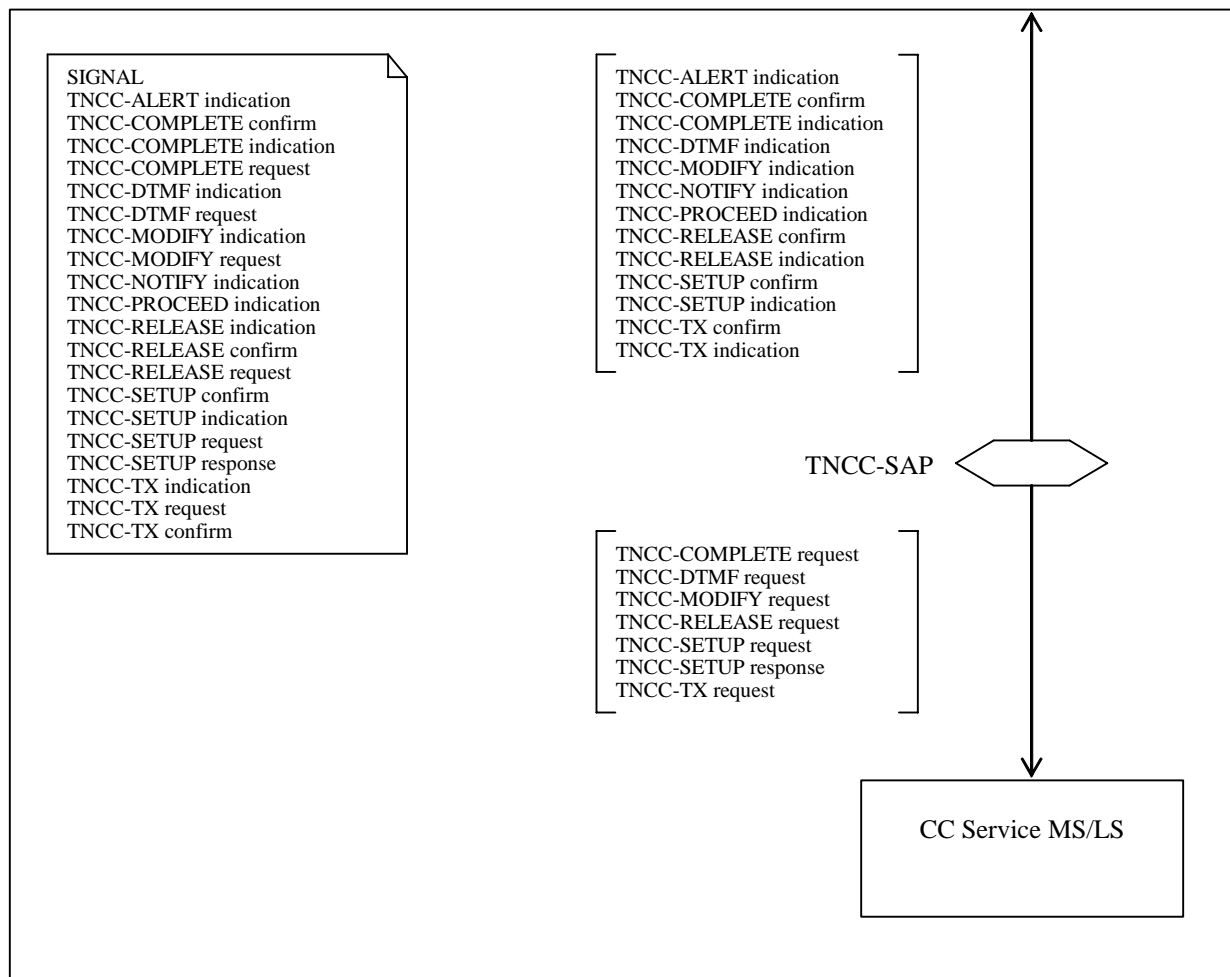 SIGNAL
TNCC-ALERT indication
TNCC-COMPLETE confirm
TNCC-COMPLETE indication
TNCC-COMPLETE request
TNCC-DTMF indication
TNCC-DTMF request
TNCC-MODIFY indication
TNCC-MODIFY request
TNCC-NOTIFY indication
TNCC-PROCEED indication
TNCC-RELEASE indication
TNCC-RELEASE confirm
TNCC-RELEASE request
TNCC-SETUP confirm
TNCC-SETUP indication
TNCC-SETUP request
TNCC-SETUP response
TNCC-TX indication
TNCC-TX request
TNCC-TX confirm
TNCC-ALERT indication
TNCC-COMPLETE confirm
TNCC-COMPLETE indication
TNCC-DTMF indication
TNCC-MODIFY indication
TNCC-NOTIFY indication
TNCC-PROCEED indication
TNCC-RELEASE confirm
TNCC-RELEASE indication
TNCC-SETUP confirm
TNCC-SETUP indication
TNCC-TX confirm
TNCC-TX indication
TNCC-SAP
TNCC-COMPLETE request
TNCC-DTMF request
TNCC-MODIFY request
TNCC-RELEASE request
TNCC-SETUP request
TNCC-SETUP response
TNCC-TX request
CC Service MS/LS